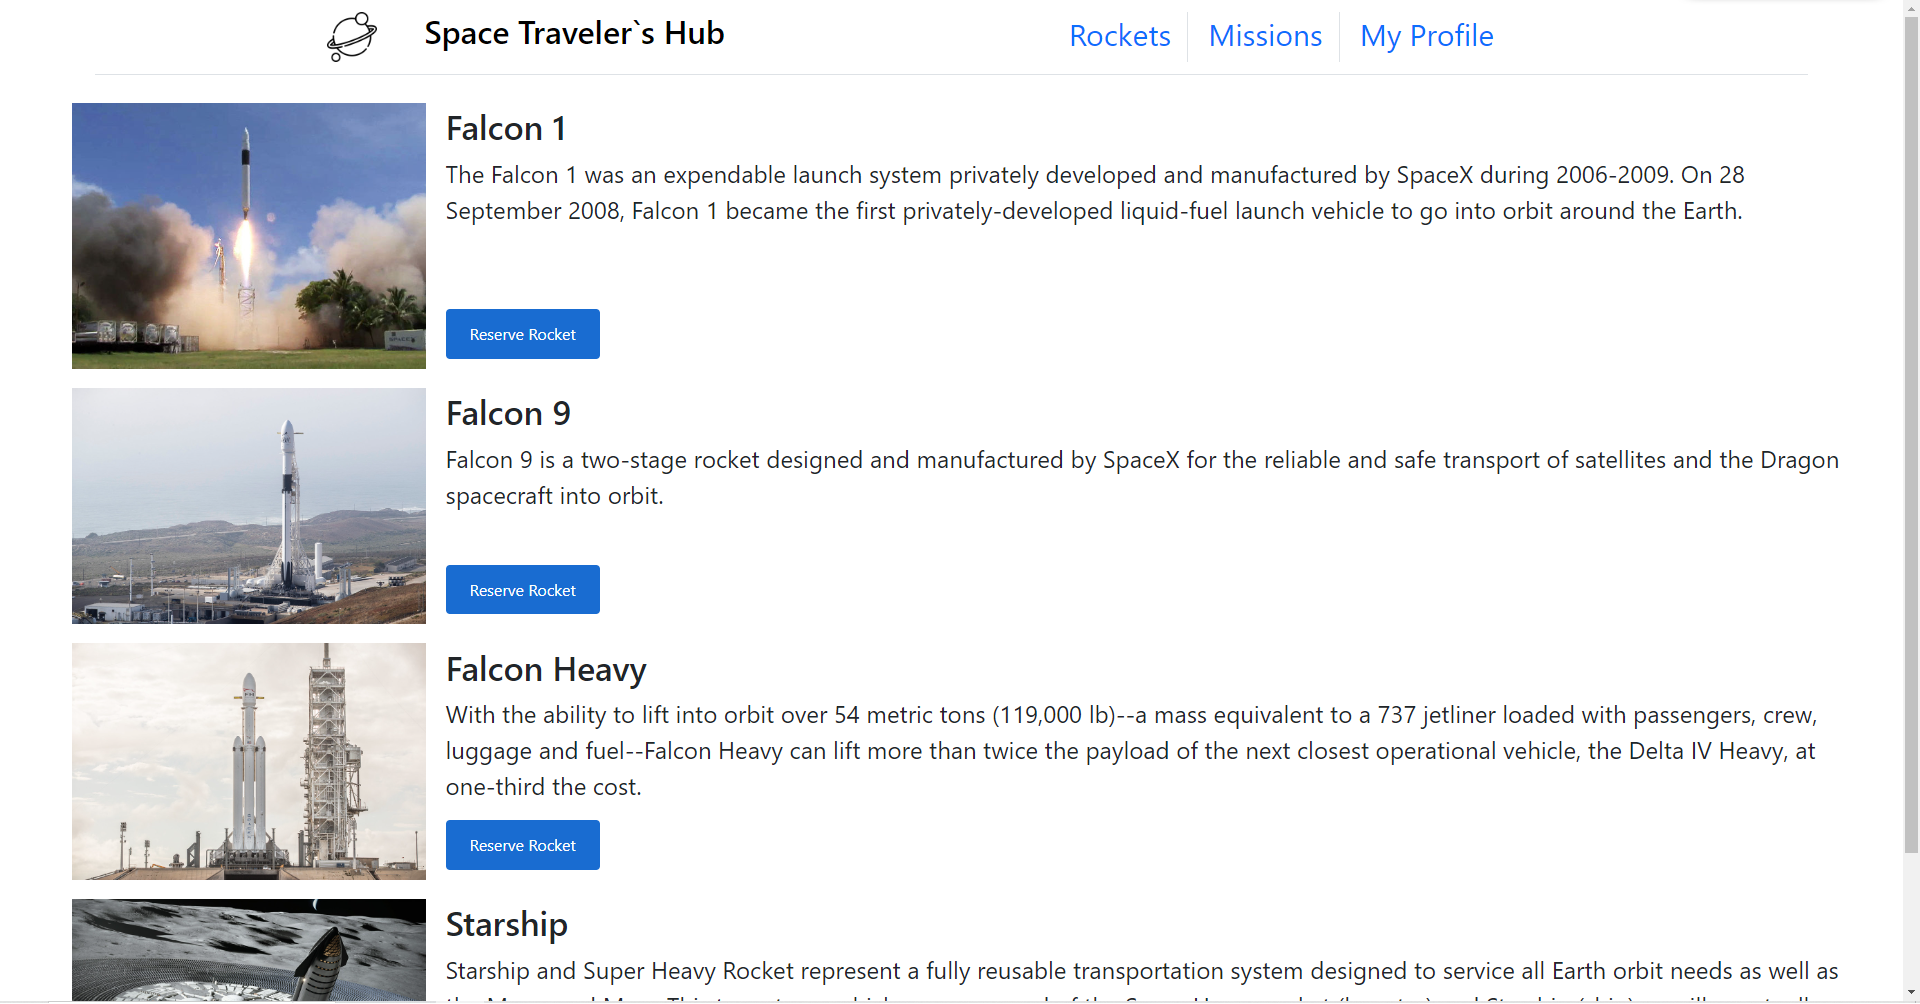 Space Traveler`s Hub
Rockets
Missions
My Profile
Falcon 1
The Falcon 1 was an expendable launch system privately developed and manufactured by SpaceX during 2006-2009. On 28
September 2008, Falcon 1 became the first privately-developed liquid-fuel launch vehicle to go into orbit around the Earth.
Reserve Rocket
Falcon 9
Falcon 9 is a two-stage rocket designed and manufactured by SpaceX for the reliable and safe transport of satellites and the Dragon
spacecraft into orbit.
Reserve Rocket
Falcon Heavy
With the ability to lift into orbit over 54 metric tons (119,000 lb)--a mass equivalent to a 737 jetliner loaded with passengers, crew,
luggage and fuel--Falcon Heavy can lift more than twice the payload of the next closest operational vehicle, the Delta IV Heavy, at
one-third the cost.
Reserve Rocket
Starship
Starship and Super Heavy Rocket represent a fully reusable transportation system designed to service all Earth orbit needs as well as